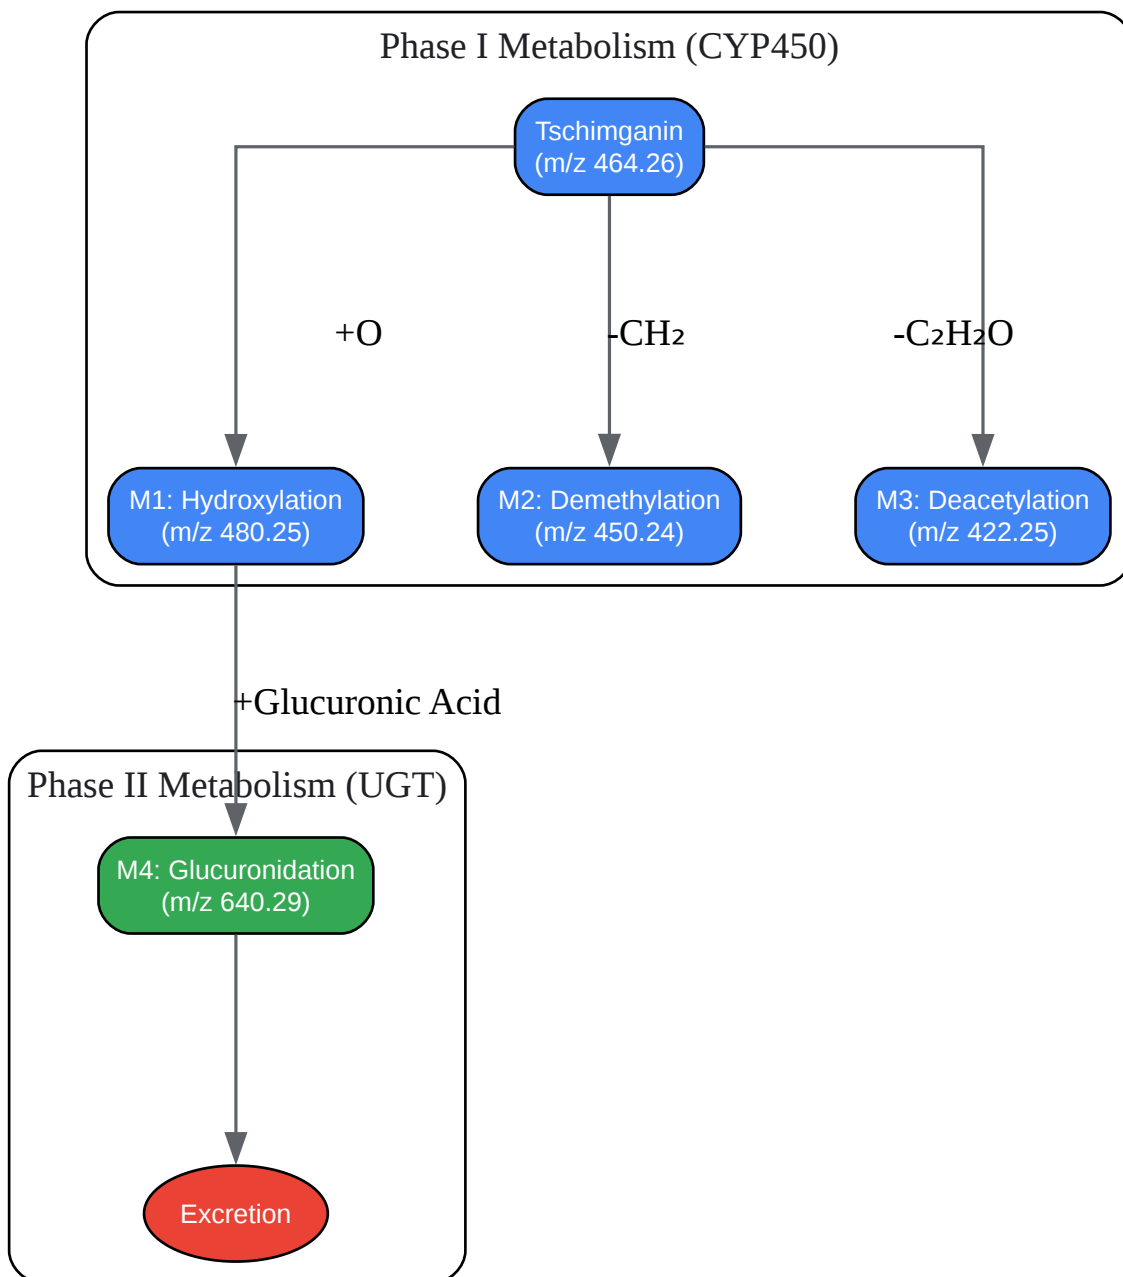 Phase I Metabolism (CYP450)
Tschimganin
(m/z 464.26)
+O
-CH₂
-C₂H₂O
M1: Hydroxylation
(m/z 480.25)
M2: Demethylation
(m/z 450.24)
M3: Deacetylation
(m/z 422.25)
+Glucuronic Acid
Phase II Metabolism (UGT)
M4: Glucuronidation
(m/z 640.29)
Excretion